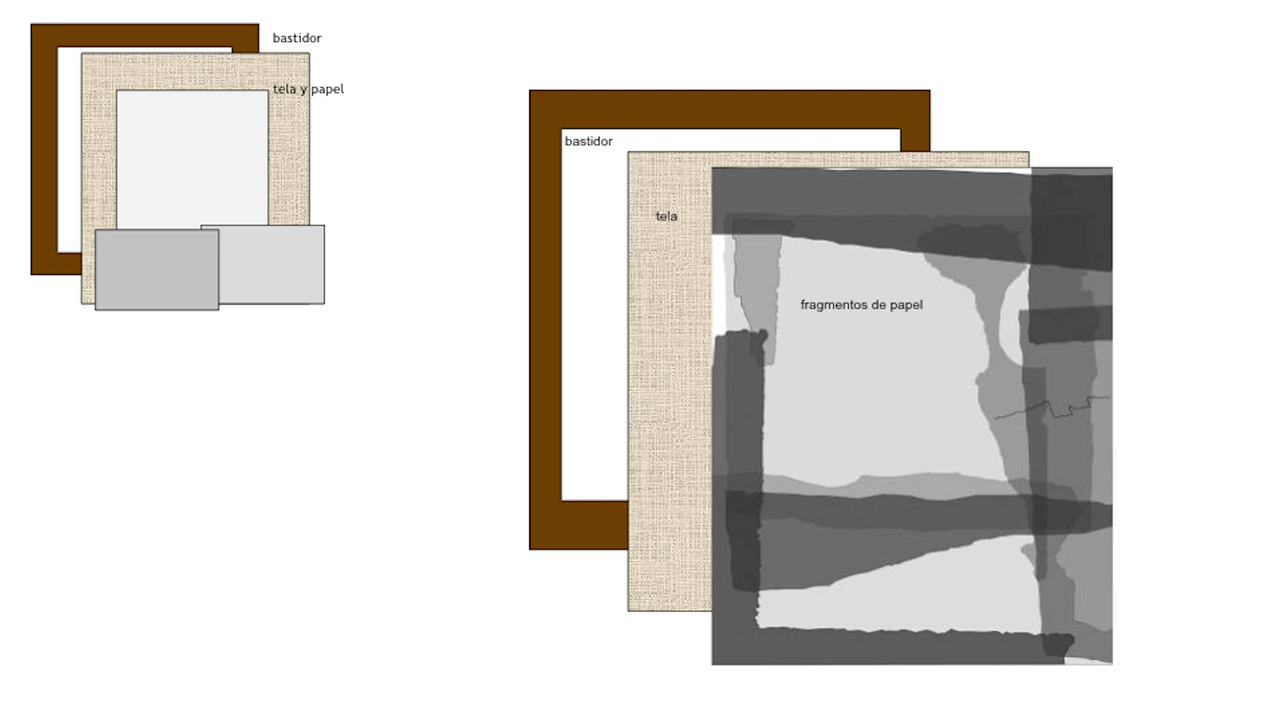 bastidor
tela y papel
bastidor
tela
fragmentos de papel